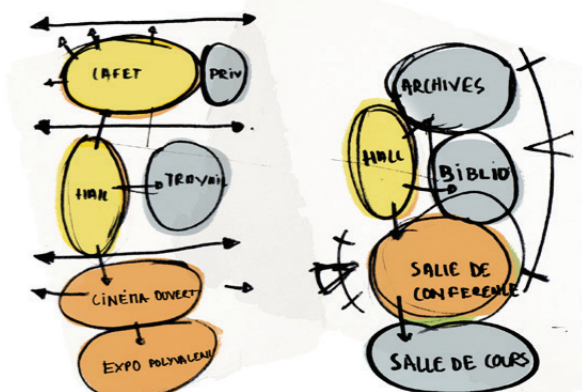 CAFET
PRIV
HALL
TRAVAIL
CINÉMA OUVERT
EXPO POLYVALENT
ARCHIVES
HALL
BIBLIO
SALLE DE
CONFERENCE
SALLE DE COURS